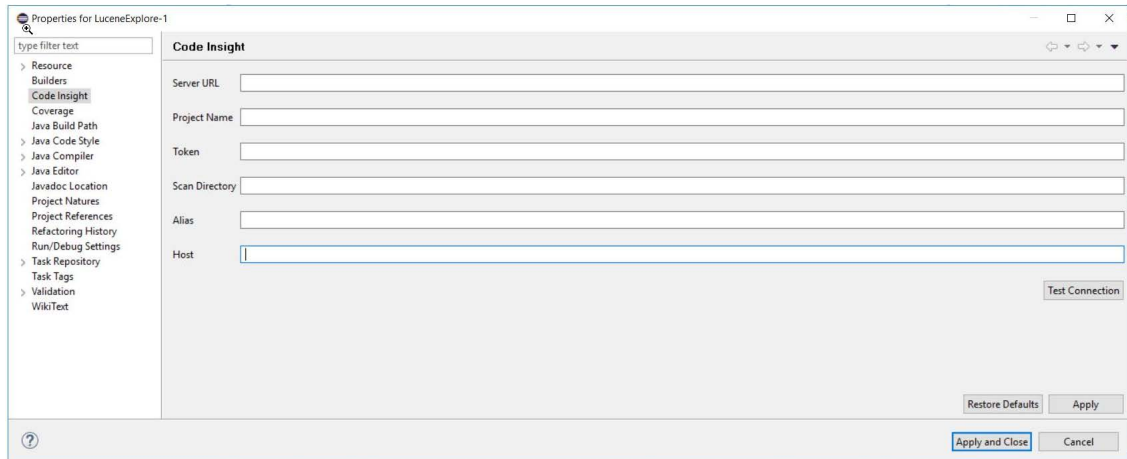 Properties for LuceneExplore-1
type filter text
Resource
Builders
Code Insight
Coverage
Java Build Path
Java Code Style
Java Compiler
Java Editor
Javadoc Location
Project Natures
Project References
Refactoring History
Run/Debug Settings
Task Repository
Task Tags
Validation
WikiText
Code Insight
Server URL
Project Name
Token
Scan Directory
Alias
Host
Test Connection
Restore Defaults Apply
Apply and Close Cancel